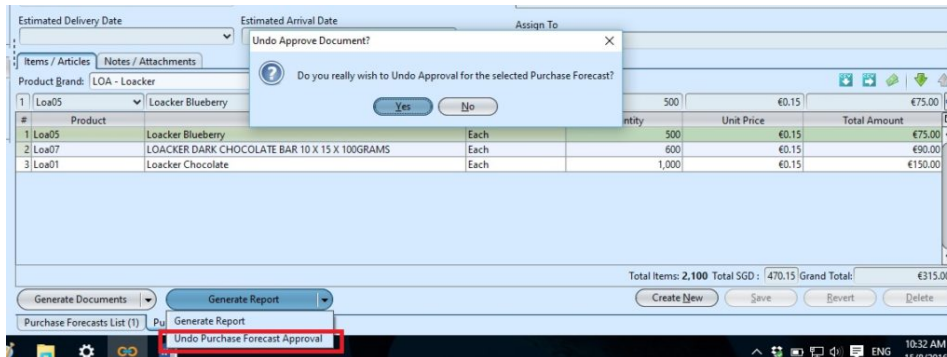 Estimated Delivery Date Estimated Arrival Date Assign To
Undo Approve Document?
Items / Articles Notes / Attachments
Product Brand: LOA - Loacker
Do you really wish to Undo Approval for the selected Purchase Forecast?
Yes No
1 Loa05 Loacker Blueberry 500 €0.15 €75.00
# Product ntity Unit Price Total Amount
1 Loa05 Loacker Blueberry Each 500 €0.15 €75.00
2 Loa07 LOACKER DARK CHOCOLATE BAR 10 X 15 X 100GRAMS Each 600 €0.15 €90.00
3 Loa01 Loacker Chocolate Each 1,000 €0.15 €150.00
Total Items: 2,100 Total SGD : 470.15 Grand Total: €315.00
Generate Documents Generate Report Create New Save Revert Delete
Purchase Forecasts List (1) Pu Generate Report
Undo Purchase Forecast Approval
ENG 10:32 AM